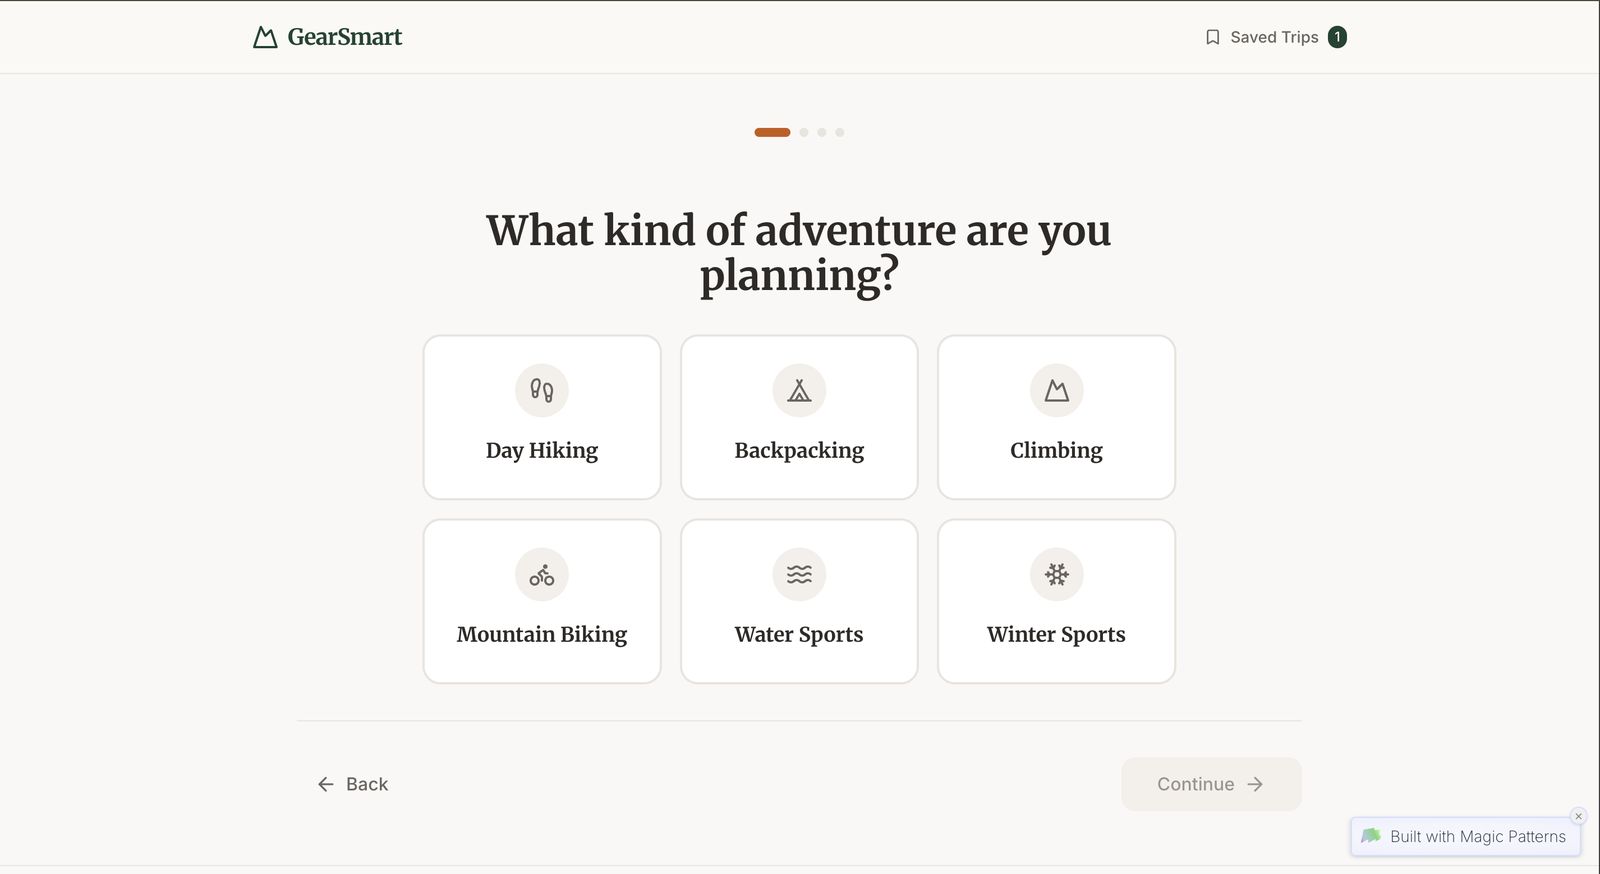 GearSmart
Saved Trips 1
What kind of adventure are you
planning?
Day Hiking
Backpacking
Climbing
Mountain Biking
Water Sports
Winter Sports
Back
Continue
Built with Magic Patterns